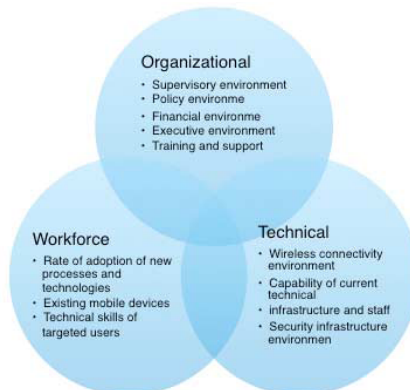 Organizational
• Supervisory environment
• Policy environme
• Financial environme
• Executive environment
• Training and support
Workforce
• Rate of adoption of new
processes and
technologies
• Existing mobile devices
• Technical skills of
targeted users
Technical
• Wireless connectivity
environment
• Capability of current
technical
• infrastructure and staff
• Security infrastructure
environmen